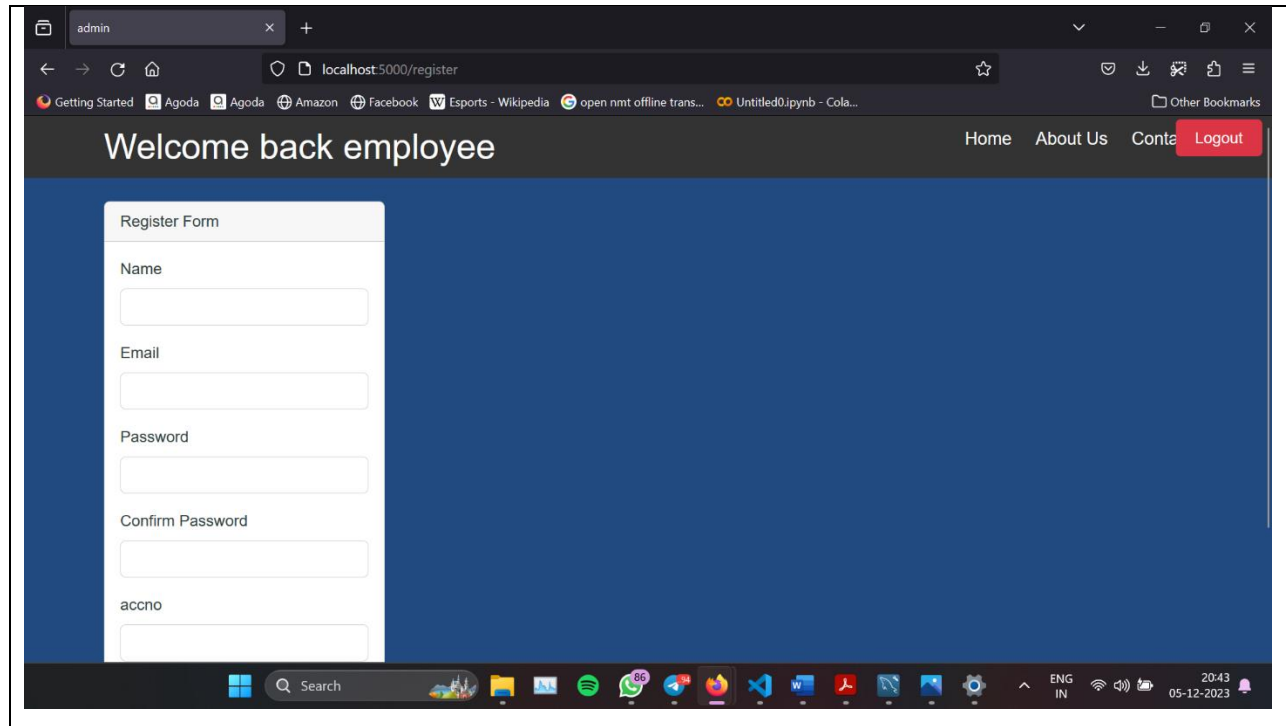 admin
localhost:5000/register
Getting Started Agoda Agoda Amazon Facebook Esports - Wikipedia open nmt offline trans... Untitled0.ipynb - Cola... Other Bookmarks
Welcome back employee Home About Us Conta Logout
Register Form
Name
Email
Password
Confirm Password
accno
Search 86 94 ENG 20:43
IN 05-12-2023